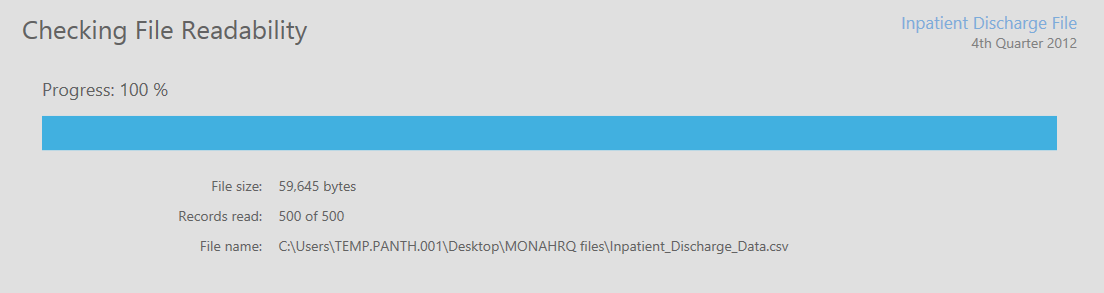 Checking File Readability
Inpatient Discharge File
4th Quarter 2012
Progress: 100 %
File size: 59,645 bytes
Records read: 500 of 500
File name: C:\Users\TEMP.PANTH.001\Desktop\MONAHRQ files\Inpatient_Discharge_Data.csv